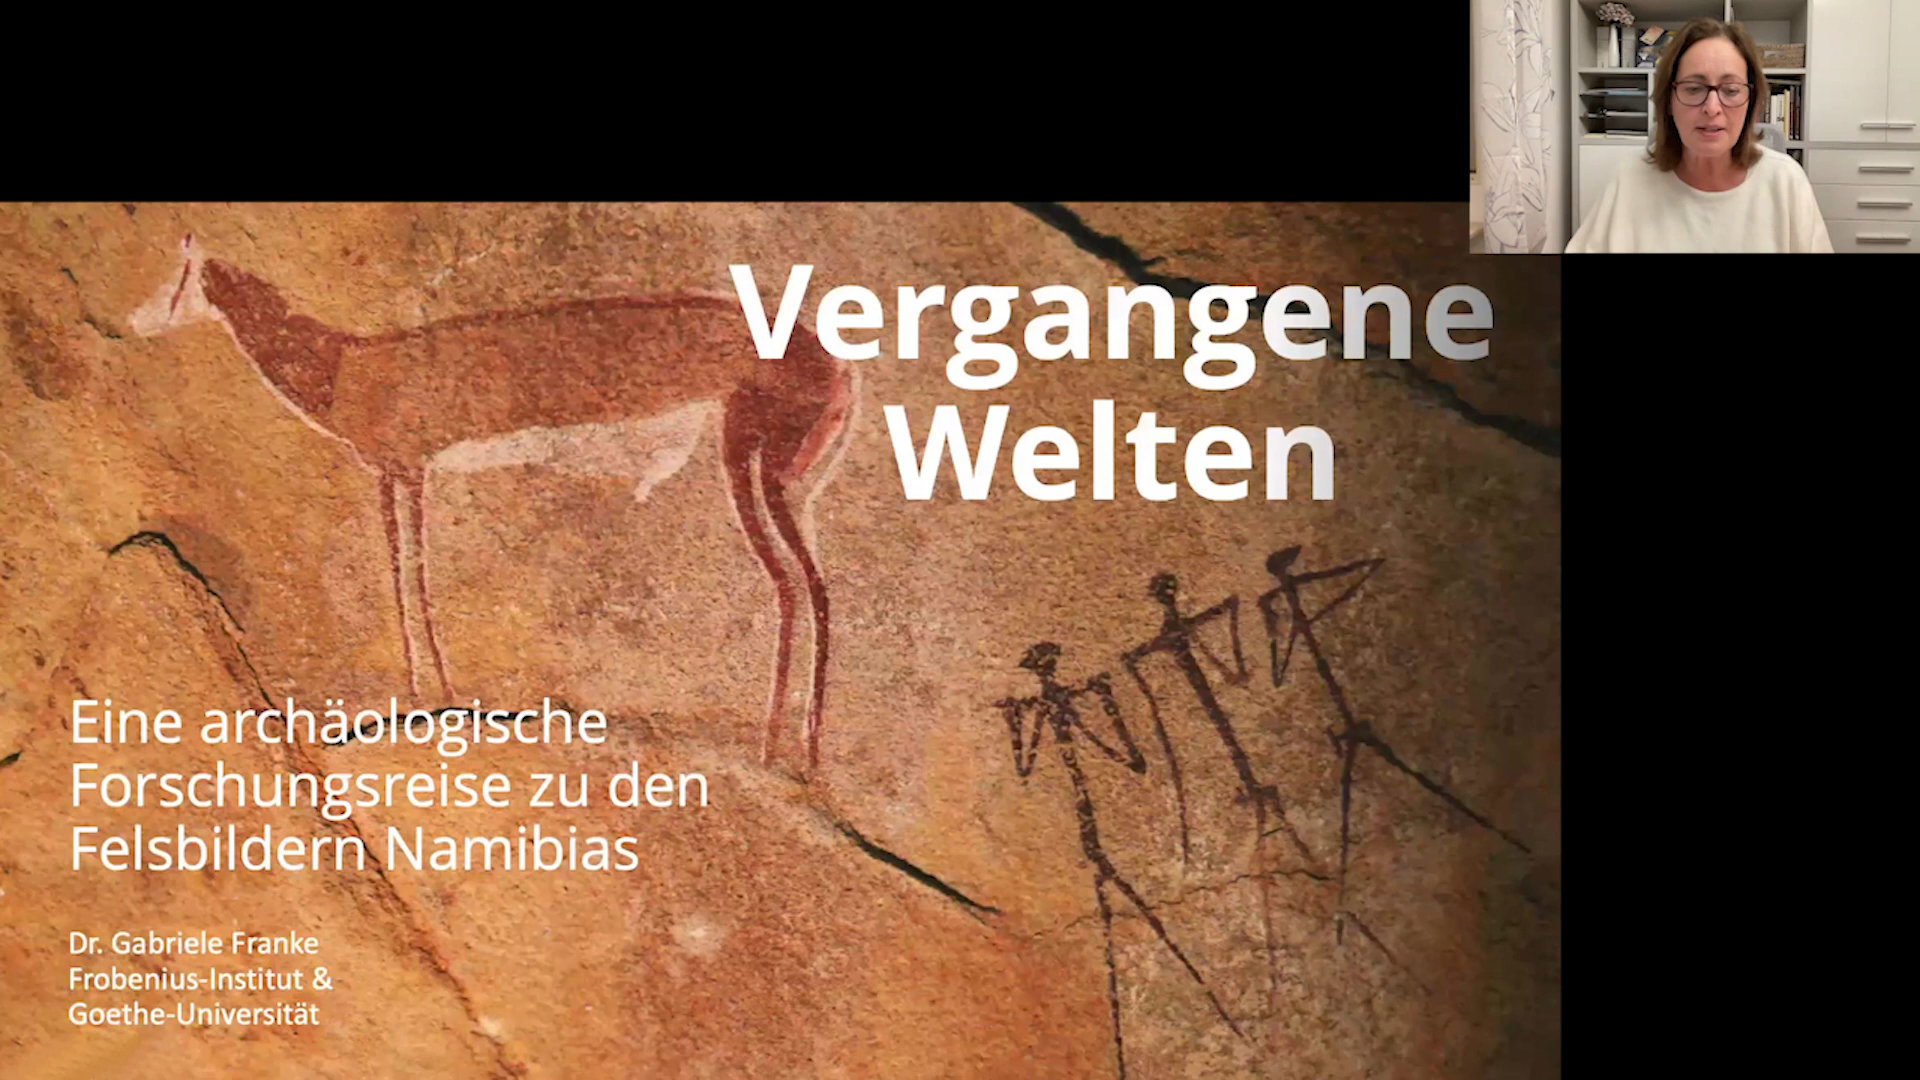 Vergangene
Welten
Eine archäologische
Forschungsreise zu den
Felsbildern Namibias
Dr. Gabriele Franke
Frobenius-Institut &
Goethe-Universität